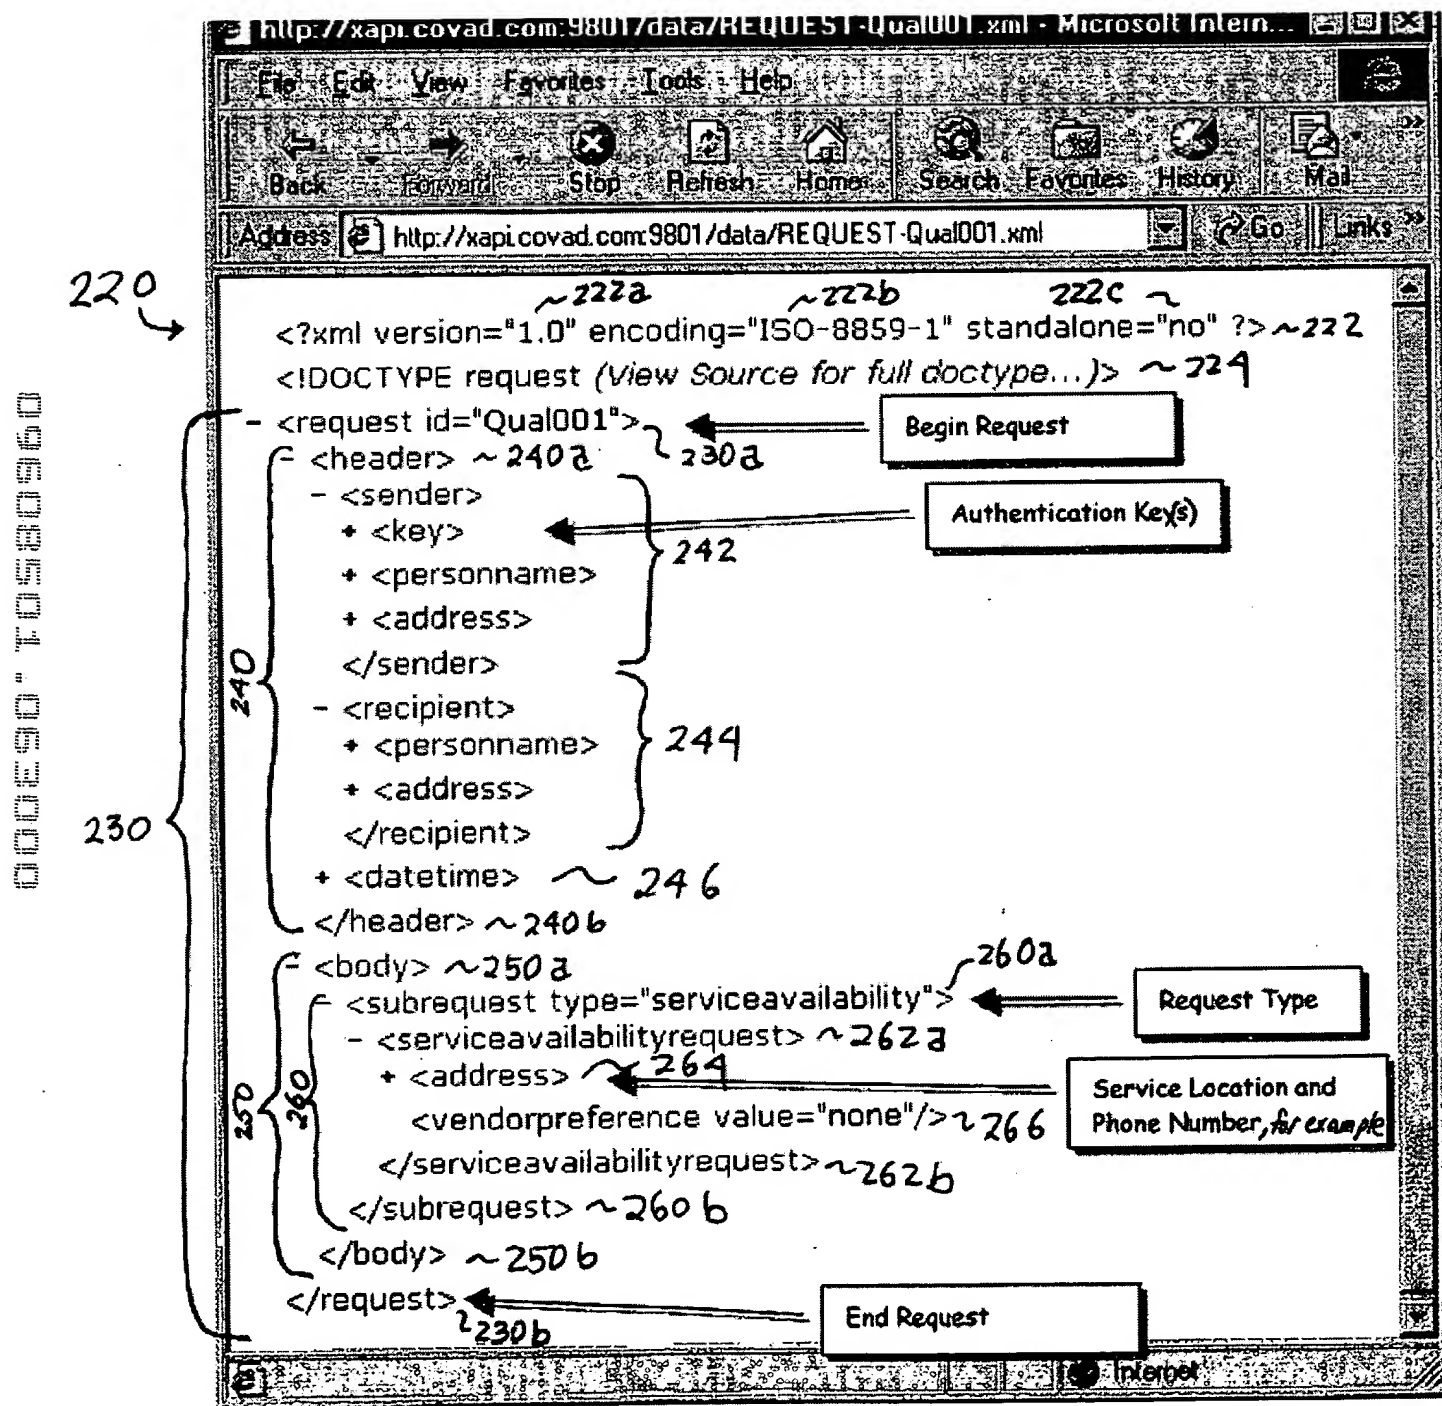 http://xapi.covad.com:9801/data/REQUEST-Qual001.xml - Microsoft Intern...
File Edit View Favorites Tools Help
Back Forward Stop Refresh Home Search Favorites History Mail »
Address http://xapi.covad.com:9801/data/REQUEST-Qual001.xml Go Links »
220
~222a ~222b 222c ~
<?xml version="1.0" encoding="ISO-8859-1" standalone="no" ?> ~222
<!DOCTYPE request (View Source for full doctype...)> ~224
- <request id="Qual001"> 230a Begin Request
- <header> ~240a
- <sender>
+ <key> Authentication Key(s)
242
+ <personname>
+ <address>
</sender>
240
- <recipient>
+ <personname> 244
+ <address>
230
</recipient>
+ <datetime> ~ 246
</header> ~240b
- <body> ~250a
260a
- <subrequest type="serviceavailability"> Request Type
- <serviceavailabilityrequest> ~262a
+ <address> ~264 Service Location and
Phone Number, for example
250 260
<vendorpreference value="none"/> ~266
</serviceavailabilityrequest> ~262b
</subrequest> ~260b
</body> ~250b
</request> End Request
230b
Internet
09608501.063000